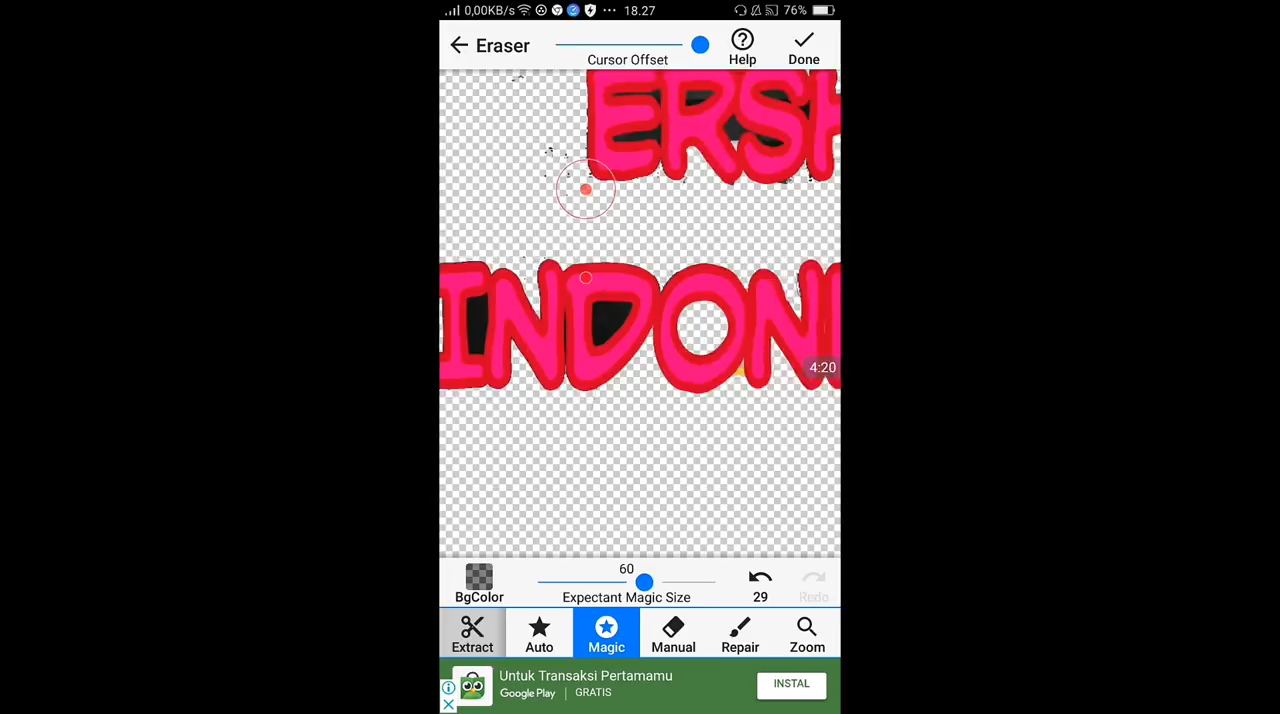 0,00KB/s ··· 18.27 76%
Eraser
Cursor Offset
Help
Done
ERSH
INDONI
4:20
60
BgColor
Expectant Magic Size
29
Redo
Extract
Auto
Magic
Manual
Repair
Zoom
Untuk Transaksi Pertamamu
Google Play
GRATIS
INSTAL